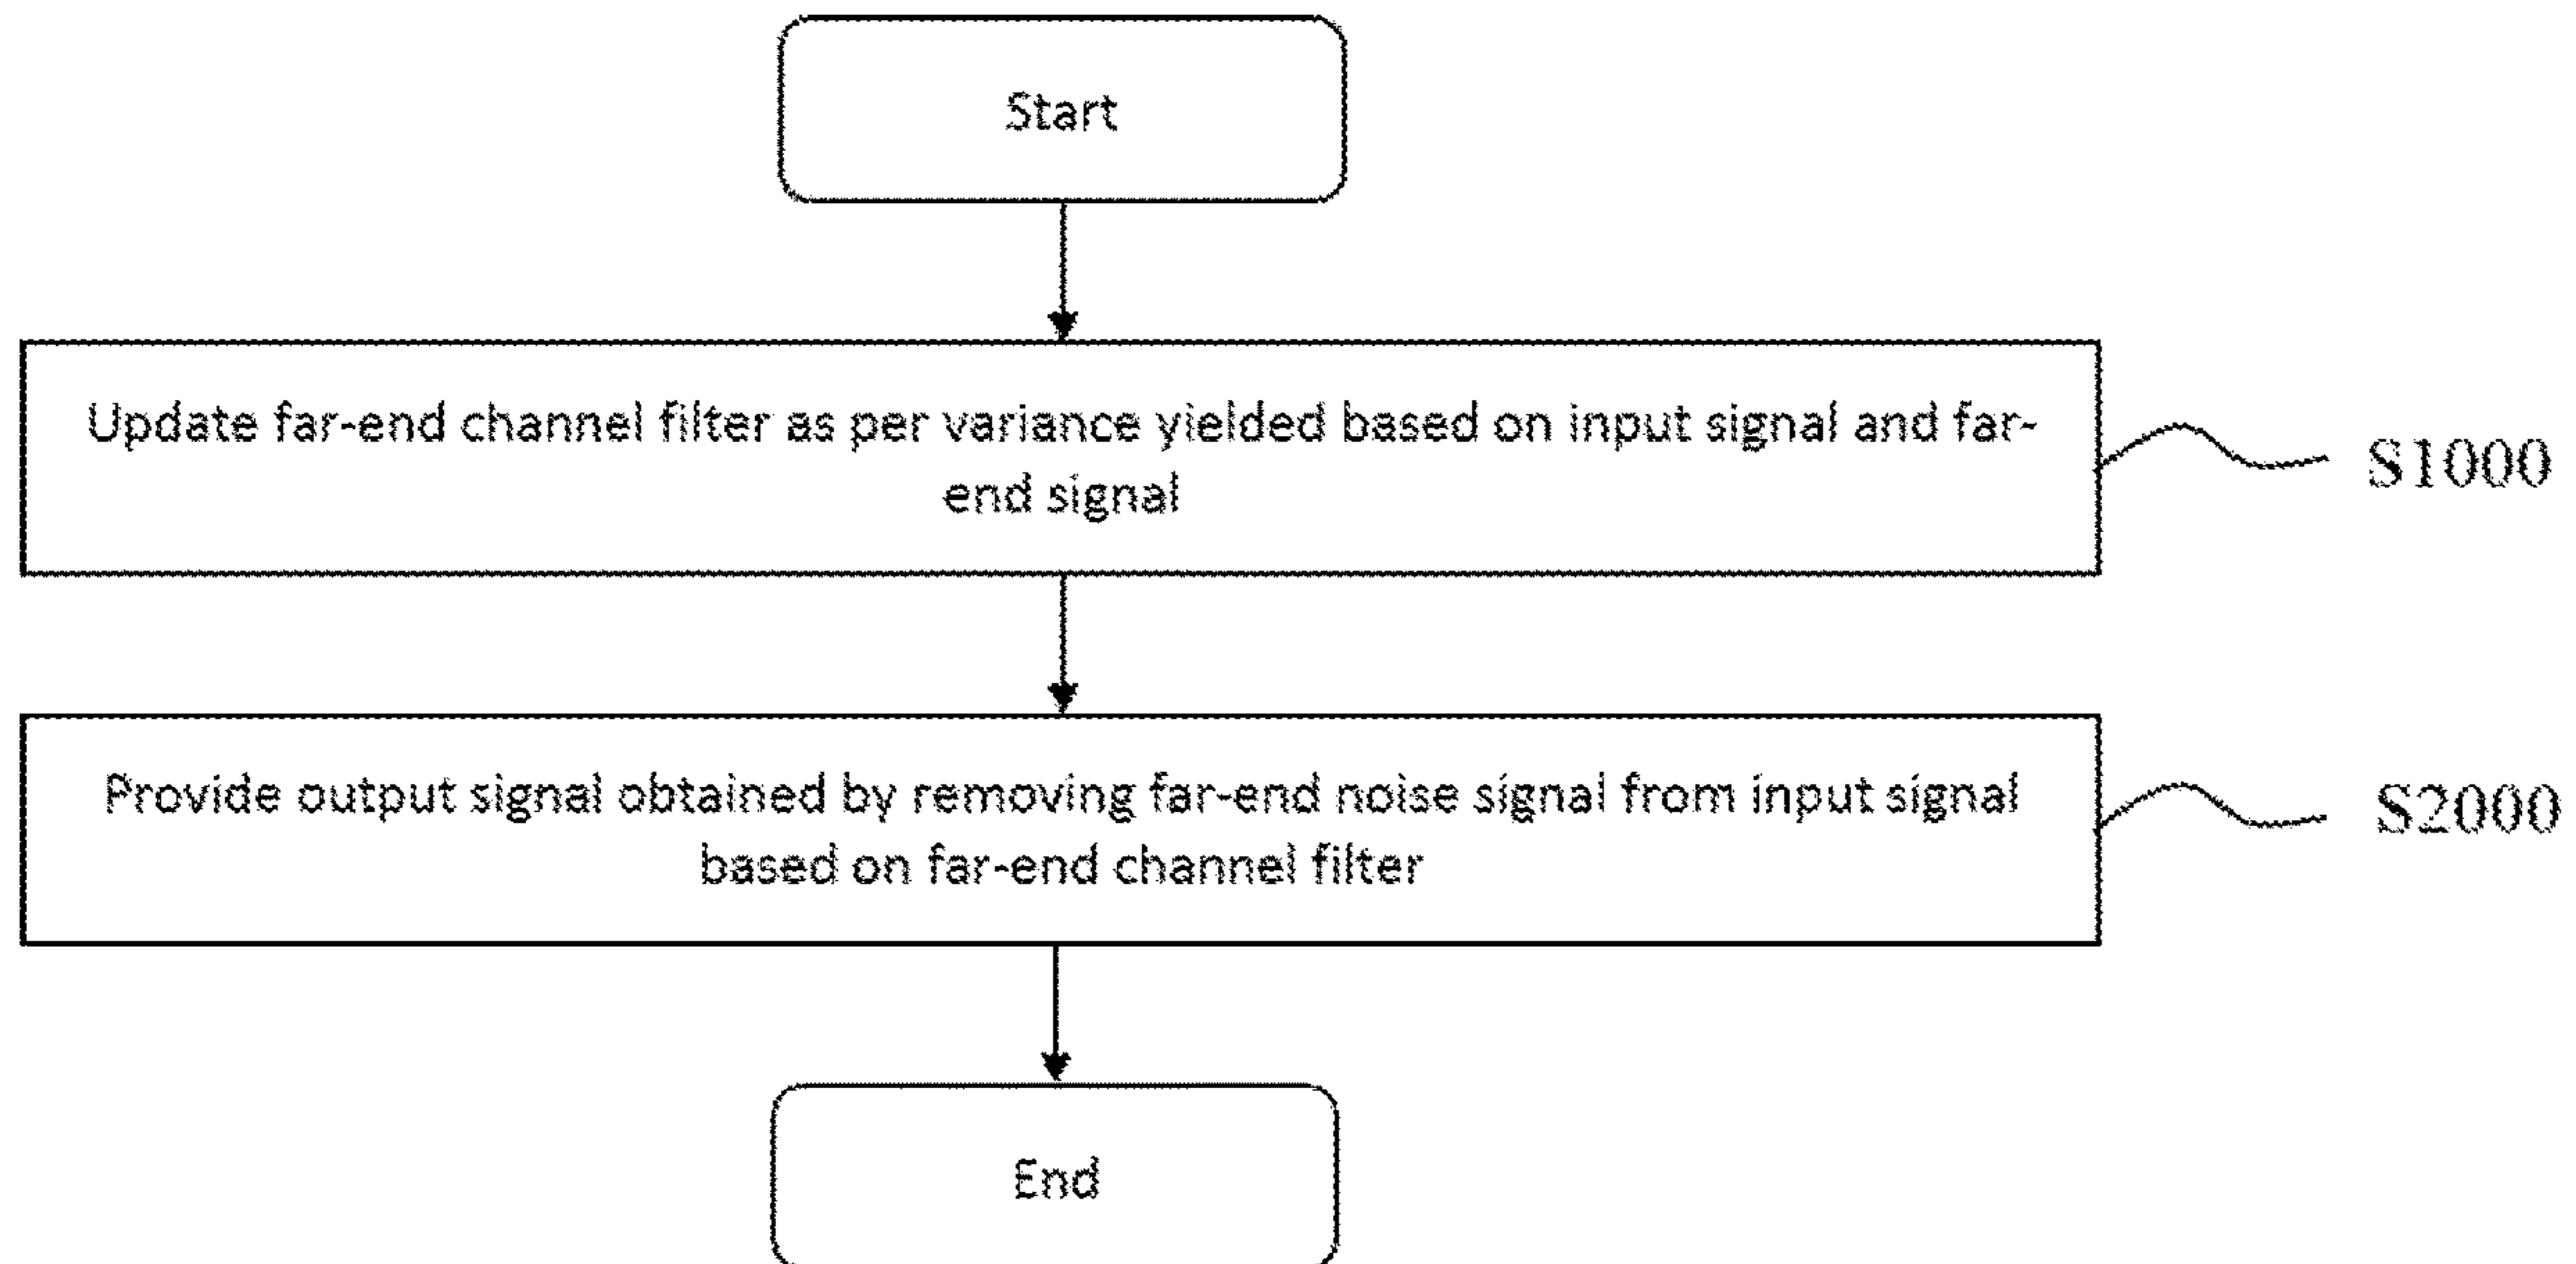 Start
Update far-end channel filter as per variance yielded based on input signal and far-
end signal
S1000
Provide output signal obtained by removing far-end noise signal from input signal
based on far-end channel filter
S2000
End